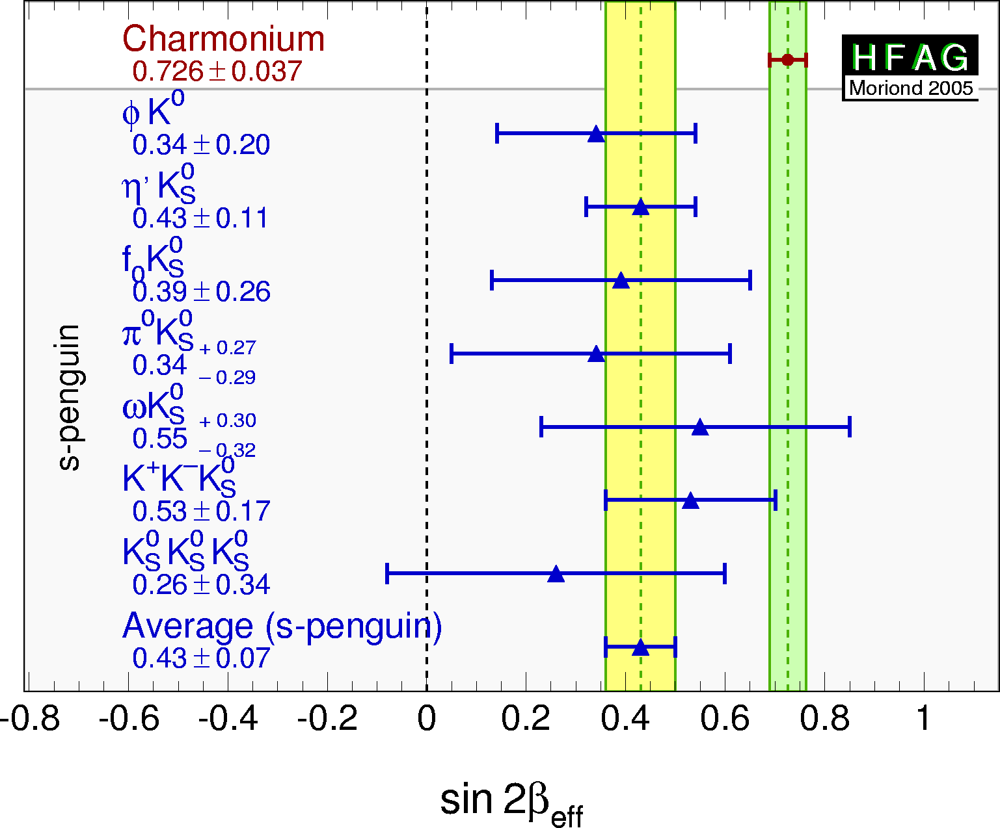 Charmonium
0.726 ± 0.037
HFAG
Moriond 2005
ϕ K⁰
0.34 ± 0.20
η’ K⁰S
0.43 ± 0.11
f₀K⁰S
0.39 ± 0.26
π⁰K⁰S
0.34 + 0.27 − 0.29
ωK⁰S
0.55 + 0.30 − 0.32
K⁺K⁻K⁰S
0.53 ± 0.17
K⁰S K⁰S K⁰S
0.26 ± 0.34
Average (s-penguin)
0.43 ± 0.07
s-penguin
-0.8 -0.6 -0.4 -0.2 0 0.2 0.4 0.6 0.8 1
sin 2βeff